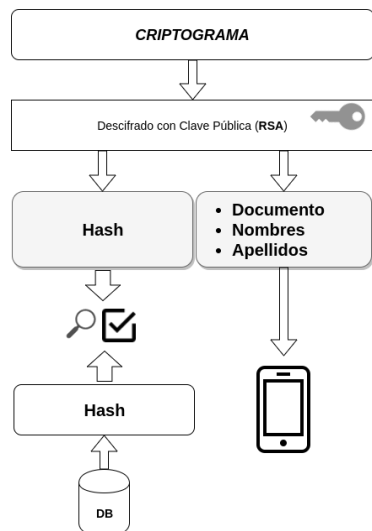 CRIPTOGRAMA
Descifrado con Clave Pública (RSA)
Hash
• Documento
• Nombres
• Apellidos
Hash
DB